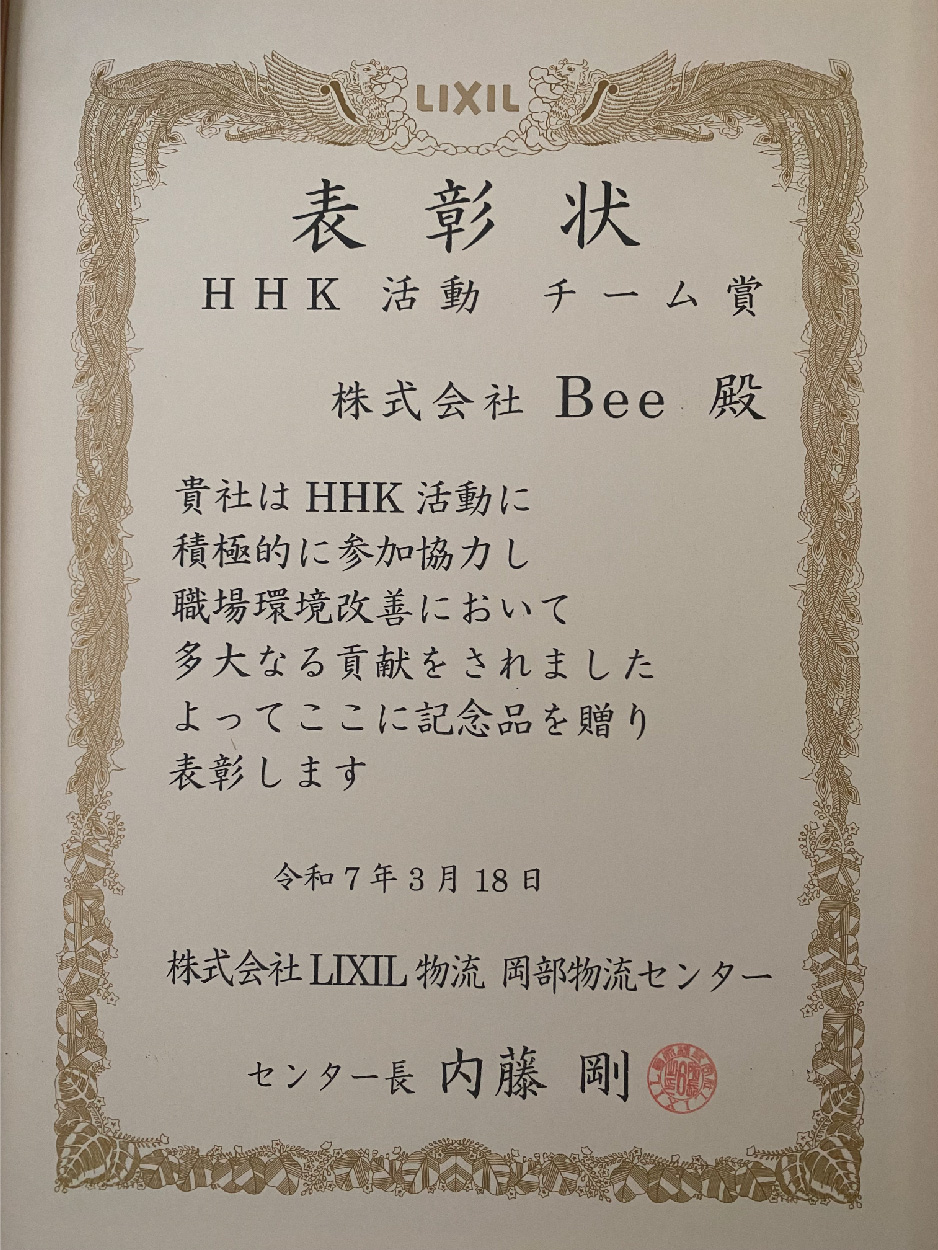 LIXIL
表彰状
HHK 活動 チーム賞
株式会社 Bee 殿
貴社は HHK 活動に
積極的に参加協力し
職場環境改善において
多大なる貢献をされました
よってここに記念品を贈り
表彰します
令和 7 年 3 月 18 日
株式会社 LIXIL 物流 岡部物流センター
センター長 内藤 剛